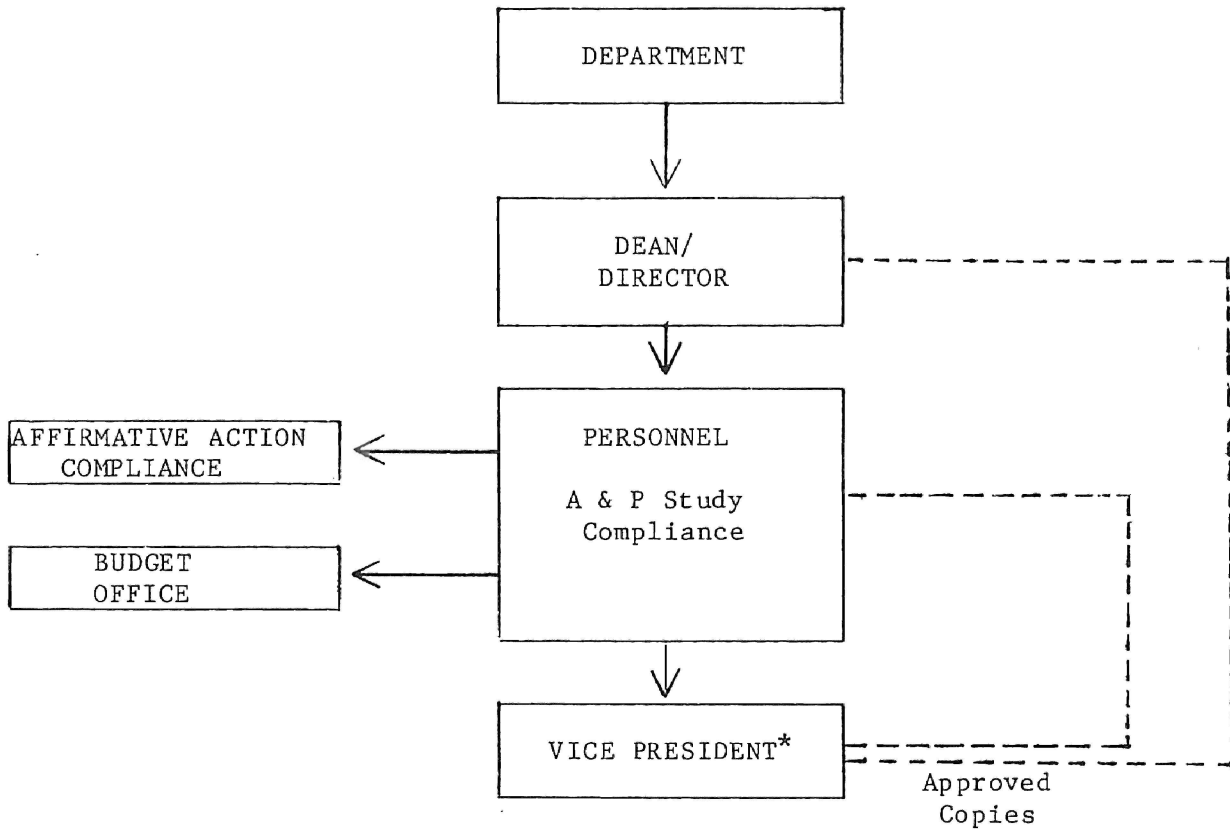 DEPARTMENT
DEAN/
DIRECTOR
AFFIRMATIVE ACTION
COMPLIANCE
BUDGET
OFFICE
PERSONNEL
A & P Study
Compliance
VICE PRESIDENT*
Approved
Copies